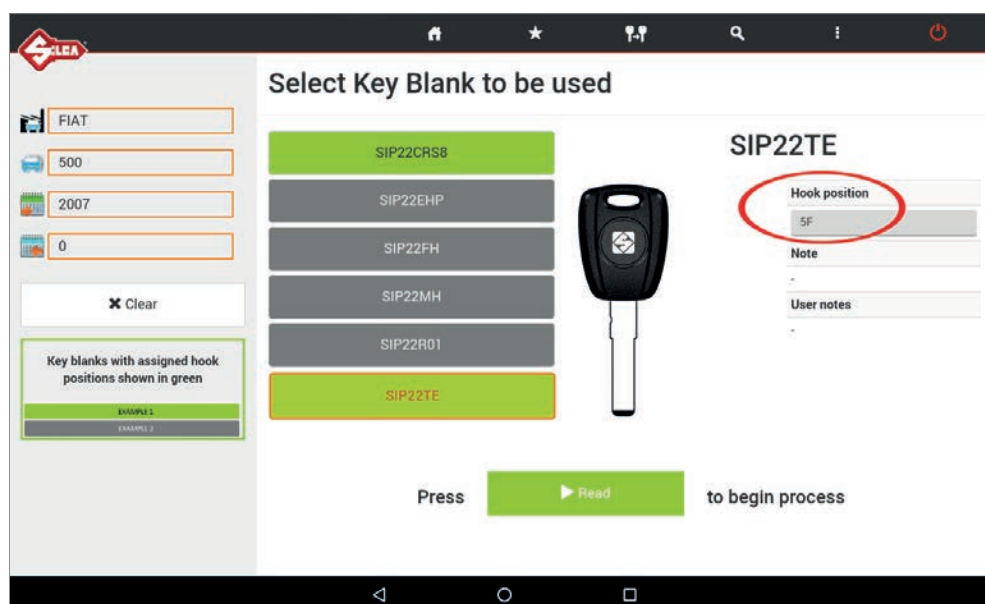 SILCA
Select Key Blank to be used
FIAT
500
2007
0
Clear
Key blanks with assigned hook
positions shown in green
EXAMPLE 1
EXAMPLE 2
SIP22CRS8
SIP22EHP
SIP22FH
SIP22MH
SIP22R01
SIP22TE
SIP22TE
Hook position
5F
Note
-
User notes
-
Press
Read
to begin process